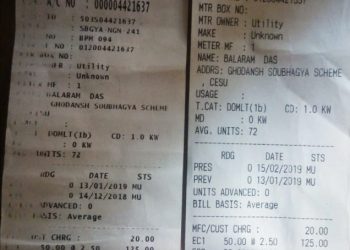 A/C NO : 000004421637
: 503504421637
: SBGYA-NGN-241
: BPM 094
: 012004421637
: Utility
: Unknown
MF : 1
BALARAM DAS
GHODANSH SOUBHAGYA SCHEME
DOMLT(1b) CD: 1.0 KW
: 0 KW
UNITS: 72
RDG DATE STS
0 13/01/2019 MU
0 14/12/2018 MU
ADVANCED: 0
BASIS: Average
CHRG : 20.00
50.00 @ 2.50 125.00
MTR BOX NO:
MTR OWNER : Utility
MAKE : Unknown
METER MF : 1
NAME: BALARAM DAS
ADDRS: GHODANSH SOUBHAGYA SCHEME
, CESU
USAGE :
T.CAT: DOMLT(1b) CD: 1.0 KW
MD : 0 KW
AVG. UNITS: 72
RDG DATE STS
PRES 0 15/02/2019 MU
PREV 0 13/01/2019 MU
UNITS ADVANCED: 0
BILL BASIS: Average
MFC/CUST CHRG : 20.00
EC1 50.00 @ 2.50 125.00